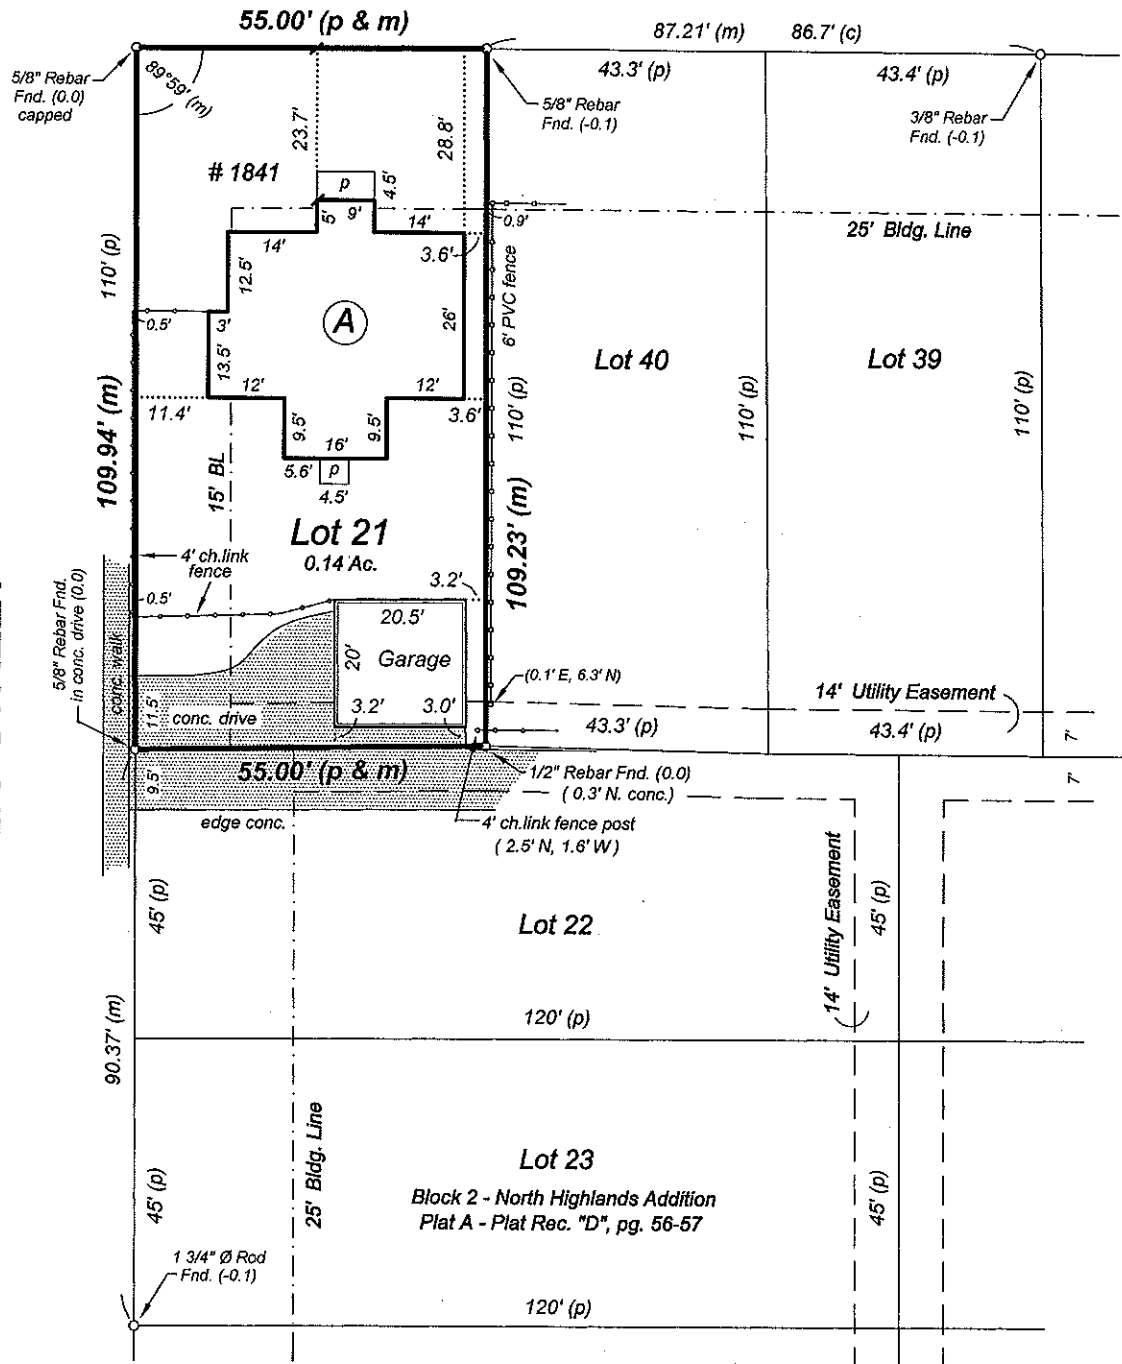 55.00' (p & m)
87.21' (m)
86.7' (c)
43.3' (p)
43.4' (p)
5/8" Rebar
Fnd. (0.0)
capped
89°59' (m)
5/8" Rebar
Fnd. (-0.1)
3/8" Rebar
Fnd. (-0.1)
23.7'
28.8'
# 1841
p
4.5'
5'
9'
14'
14'
0.9'
3.6'
25' Bldg. Line
110' (p)
12.5'
6' PVC fence
0.5'
3'
A
26'
13.5'
Lot 40
Lot 39
12'
12'
11.4'
3.6'
110' (p)
110' (p)
110' (p)
109.94' (m)
9.5'
9.5'
16'
5.6'
p
4.5'
15' BL
109.23' (m)
Lot 21
0.14 Ac.
4' ch.link
fence
3.2'
0.5'
20.5'
20'
Garage
5/8" Rebar Fnd.
in conc. drive (0.0)
conc. walk
(0.1' E, 6.3' N)
14' Utility Easement
11.5'
conc. drive
3.2'
3.0'
43.3' (p)
43.4' (p)
7'
55.00' (p & m)
9.5'
1/2" Rebar Fnd. (0.0)
( 0.3' N. conc.)
7'
edge conc.
4' ch.link fence post
( 2.5' N, 1.6' W )
45' (p)
Lot 22
14' Utility Easement
45' (p)
120' (p)
90.37' (m)
25' Bldg. Line
Lot 23
Block 2 - North Highlands Addition
Plat A - Plat Rec. "D", pg. 56-57
45' (p)
45' (p)
1 3/4" Ø Rod
Fnd. (-0.1)
120' (p)